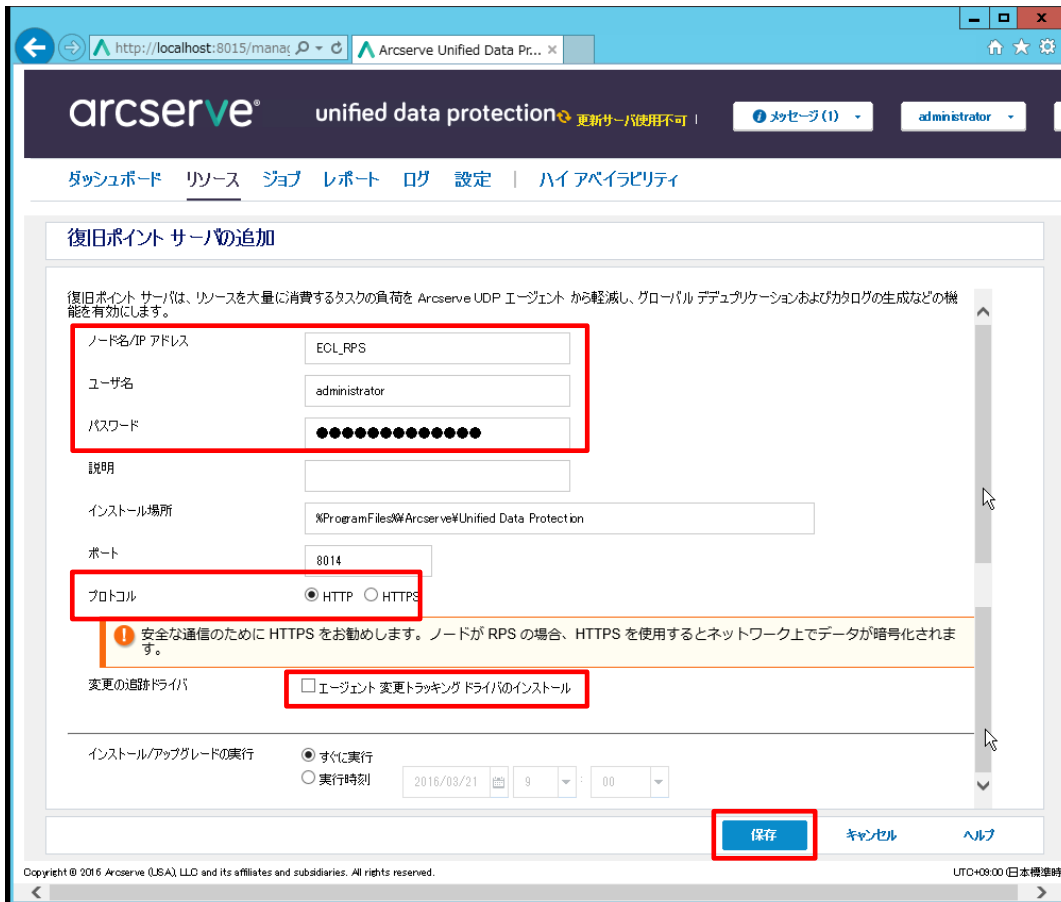 http://localhost:8015/manag
Arcserve Unified Data Pr...
arcserve®
unified data protection
更新サーバ使用不可
メッセージ (1)
administrator
ダッシュボード リソース ジョブ レポート ログ 設定 | ハイ アベイラビリティ
復旧ポイント サーバの追加
復旧ポイント サーバは、リソースを大量に消費するタスクの負荷を Arcserve UDP エージェント から軽減し、グローバル デデュプリケーションおよびカタログの生成などの機
能を有効にします。
ノード名/IP アドレス ECL_RPS
ユーザ名 administrator
パスワード ●●●●●●●●●●●●●
説明
インストール場所 %ProgramFiles%¥Arcserve¥Unified Data Protection
ポート 8014
プロトコル HTTP HTTPS
安全な通信のために HTTPS をお勧めします。ノードが RPS の場合、HTTPS を使用するとネットワーク上でデータが暗号化されま
す。
変更の追跡ドライバ エージェント 変更トラッキング ドライバのインストール
インストール/アップグレードの実行 すぐに実行
実行時刻 2016/03/21 9 : 00
保存 キャンセル ヘルプ
Copyright © 2016 Arcserve (USA), LLC and its affiliates and subsidiaries. All rights reserved.
UTC+09:00 (日本標準時